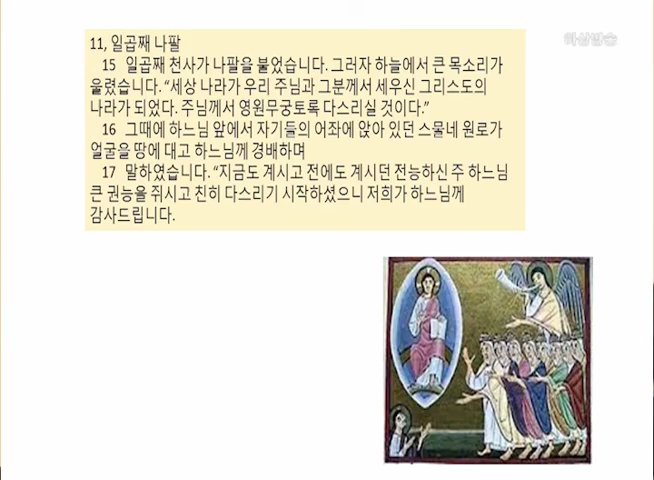 하상방송
11, 일곱째 나팔
15 일곱째 천사가 나팔을 불었습니다. 그러자 하늘에서 큰 목소리가
울렸습니다. “세상 나라가 우리 주님과 그분께서 세우신 그리스도의
나라가 되었다. 주님께서 영원무궁토록 다스리실 것이다.”
16 그때에 하느님 앞에서 자기들의 어좌에 앉아 있던 스물네 원로가
얼굴을 땅에 대고 하느님께 경배하며
17 말하였습니다. “지금도 계시고 전에도 계시던 전능하신 주 하느님
큰 권능을 쥐시고 친히 다스리기 시작하셨으니 저희가 하느님께
감사드립니다.